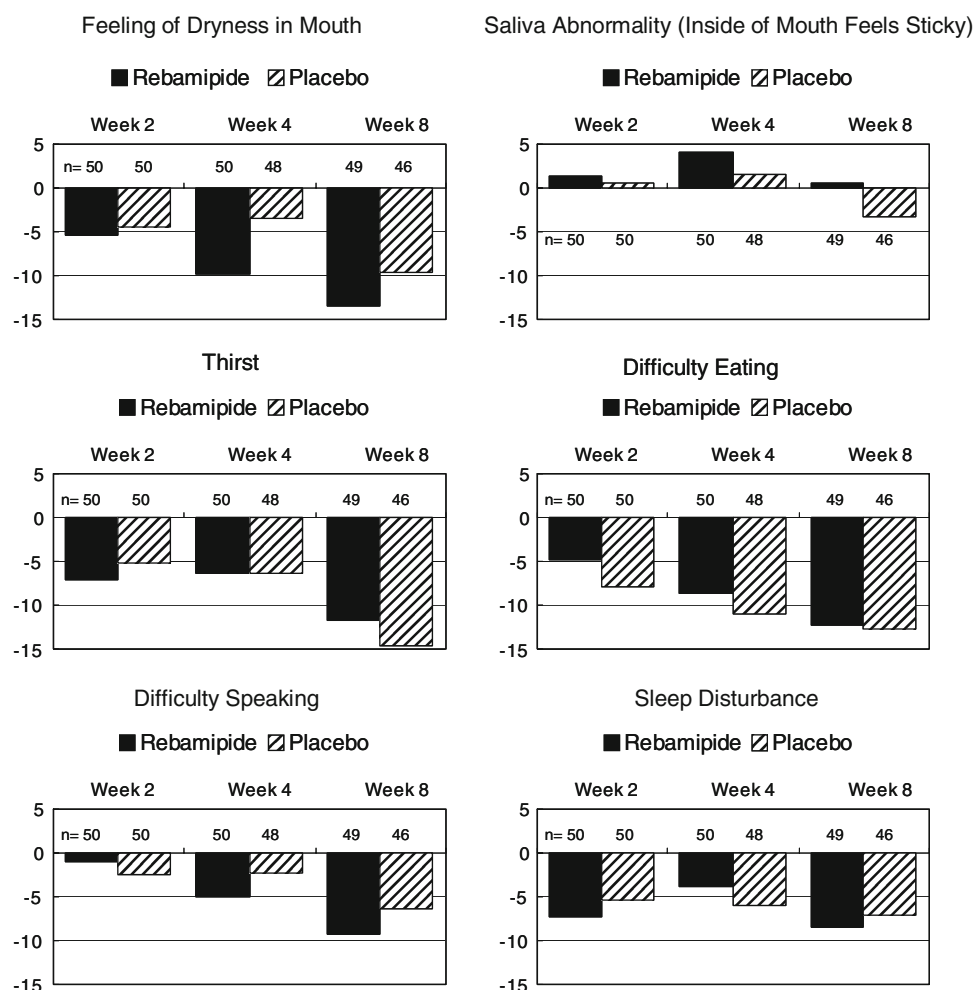 Feeling of Dryness in Mouth
Rebamipide Placebo
Week 2 Week 4 Week 8
5
n= 50 50 50 48 49 46
0
-5
-10
-15
Saliva Abnormality (Inside of Mouth Feels Sticky)
Rebamipide Placebo
Week 2 Week 4 Week 8
5
0
-5
n= 50 50 50 48 49 46
-10
-15
Thirst
Rebamipide Placebo
Week 2 Week 4 Week 8
5
n= 50 50 50 48 49 46
0
-5
-10
-15
Difficulty Eating
Rebamipide Placebo
Week 2 Week 4 Week 8
5
n= 50 50 50 48 49 46
0
-5
-10
-15
Difficulty Speaking
Rebamipide Placebo
Week 2 Week 4 Week 8
5
n= 50 50 50 48 49 46
0
-5
-10
-15
Sleep Disturbance
Rebamipide Placebo
Week 2 Week 4 Week 8
5
n= 50 50 50 48 49 46
0
-5
-10
-15